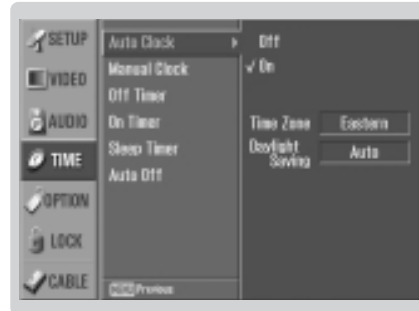 SETUP
VIDEO
AUDIO
TIME
OPTION
LOCK
CABLE
Auto Clock
Manual Clock
Off Timer
On Timer
Sleep Timer
Auto Off
MENU Previous
Off
√ On
Time Zone Eastern
Daylight
Saving Auto